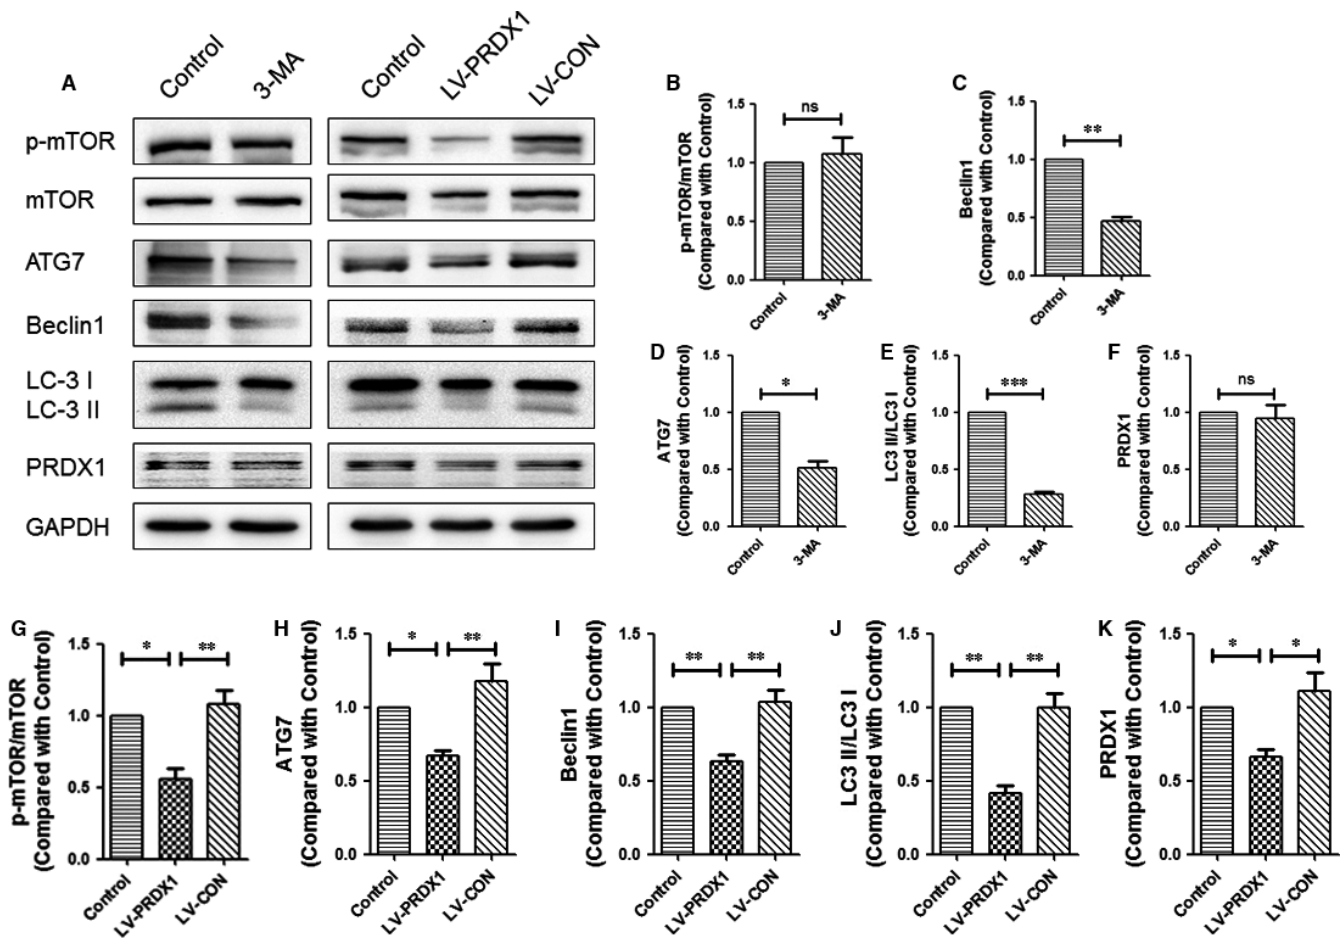 A
Control
3-MA
Control
LV-PRDX1
LV-CON
p-mTOR
mTOR
ATG7
Beclin1
LC-3 I
LC-3 II
PRDX1
GAPDH
B
p-mTOR/mTOR
(Compared with Control)
1.5
1.0
0.5
0.0
ns
Control
3-MA
C
Beclin1
(Compared with Control)
1.5
1.0
0.5
0.0
**
Control
3-MA
D
ATG7
(Compared with Control)
1.5
1.0
0.5
0.0
*
Control
3-MA
E
LC3 II/LC3 I
(Compared with Control)
1.5
1.0
0.5
0.0
***
Control
3-MA
F
PRDX1
(Compared with Control)
1.5
1.0
0.5
0.0
ns
Control
3-MA
G
p-mTOR/mTOR
(Compared with Control)
1.5
1.0
0.5
0.0
* **
Control
LV-PRDX1
LV-CON
H
ATG7
(Compared with Control)
1.5
1.0
0.5
0.0
* **
Control
LV-PRDX1
LV-CON
I
Beclin1
(Compared with Control)
1.5
1.0
0.5
0.0
** **
Control
LV-PRDX1
LV-CON
J
LC3 II/LC3 I
(Compared with Control)
1.5
1.0
0.5
0.0
** **
Control
LV-PRDX1
LV-CON
K
PRDX1
(Compared with Control)
1.5
1.0
0.5
0.0
* *
Control
LV-PRDX1
LV-CON